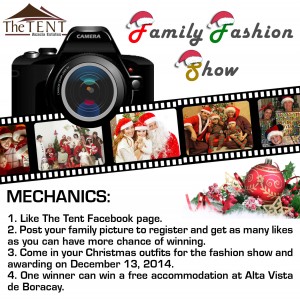 The TENT
CAMERA
Family Fashion
Show
MECHANICS:
1. Like The Tent Facebook page.
2. Post your family picture to register and get as many likes
as you can have more chance of winning.
3. Come in your Christmas outfits for the fashion show and
awarding on December 13, 2014.
4. One winner can win a free accommodation at Alta Vista
de Boracay.